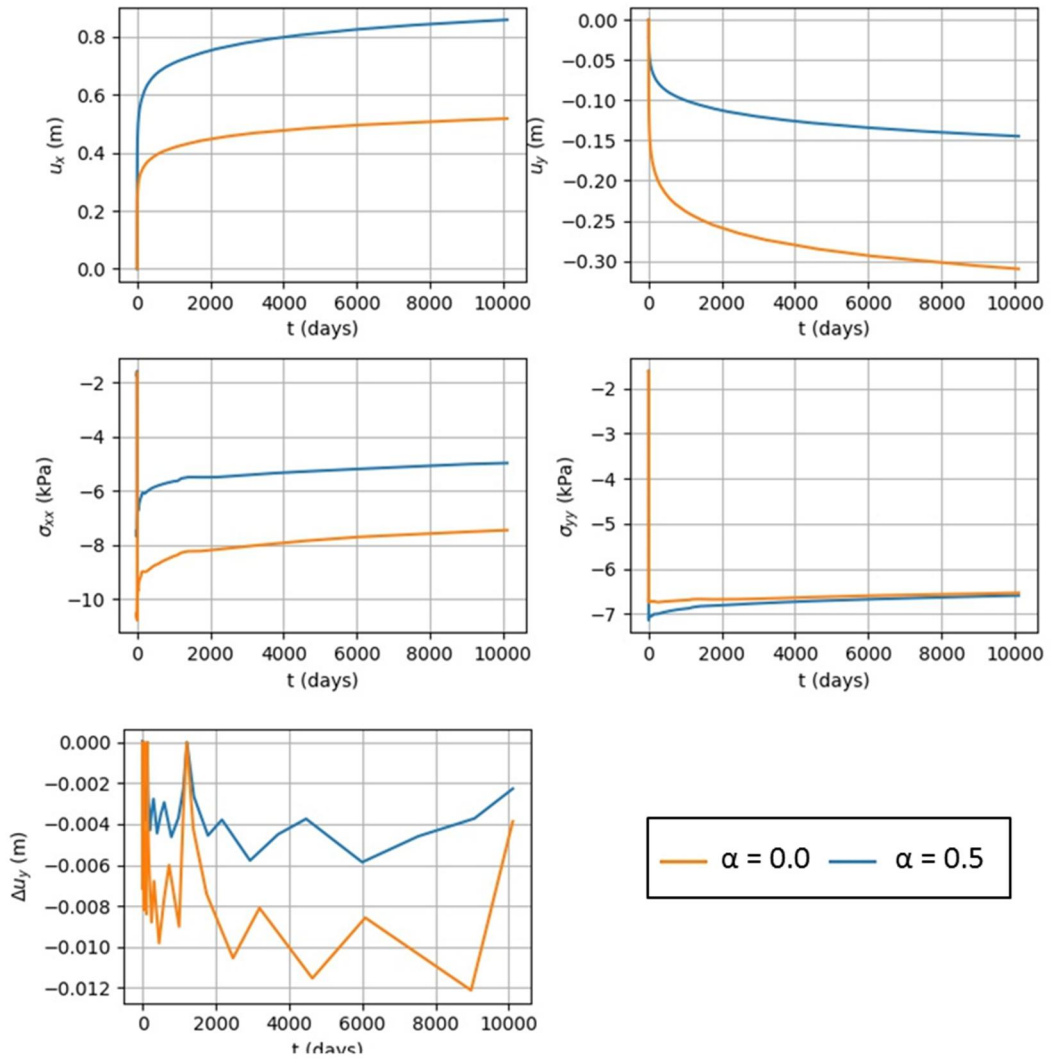 0.8
0.6
0.4
0.2
0.0
u_x (m)
0 2000 4000 6000 8000 10000
t (days)
0.00
−0.05
−0.10
−0.15
−0.20
−0.25
−0.30
u_y (m)
0 2000 4000 6000 8000 10000
t (days)
−2
−4
−6
−8
−10
σ_xx (kPa)
0 2000 4000 6000 8000 10000
t (days)
−2
−3
−4
−5
−6
−7
σ_yy (kPa)
0 2000 4000 6000 8000 10000
t (days)
0.000
−0.002
−0.004
−0.006
−0.008
−0.010
−0.012
Δu_y (m)
0 2000 4000 6000 8000 10000
t (days)
α = 0.0 α = 0.5